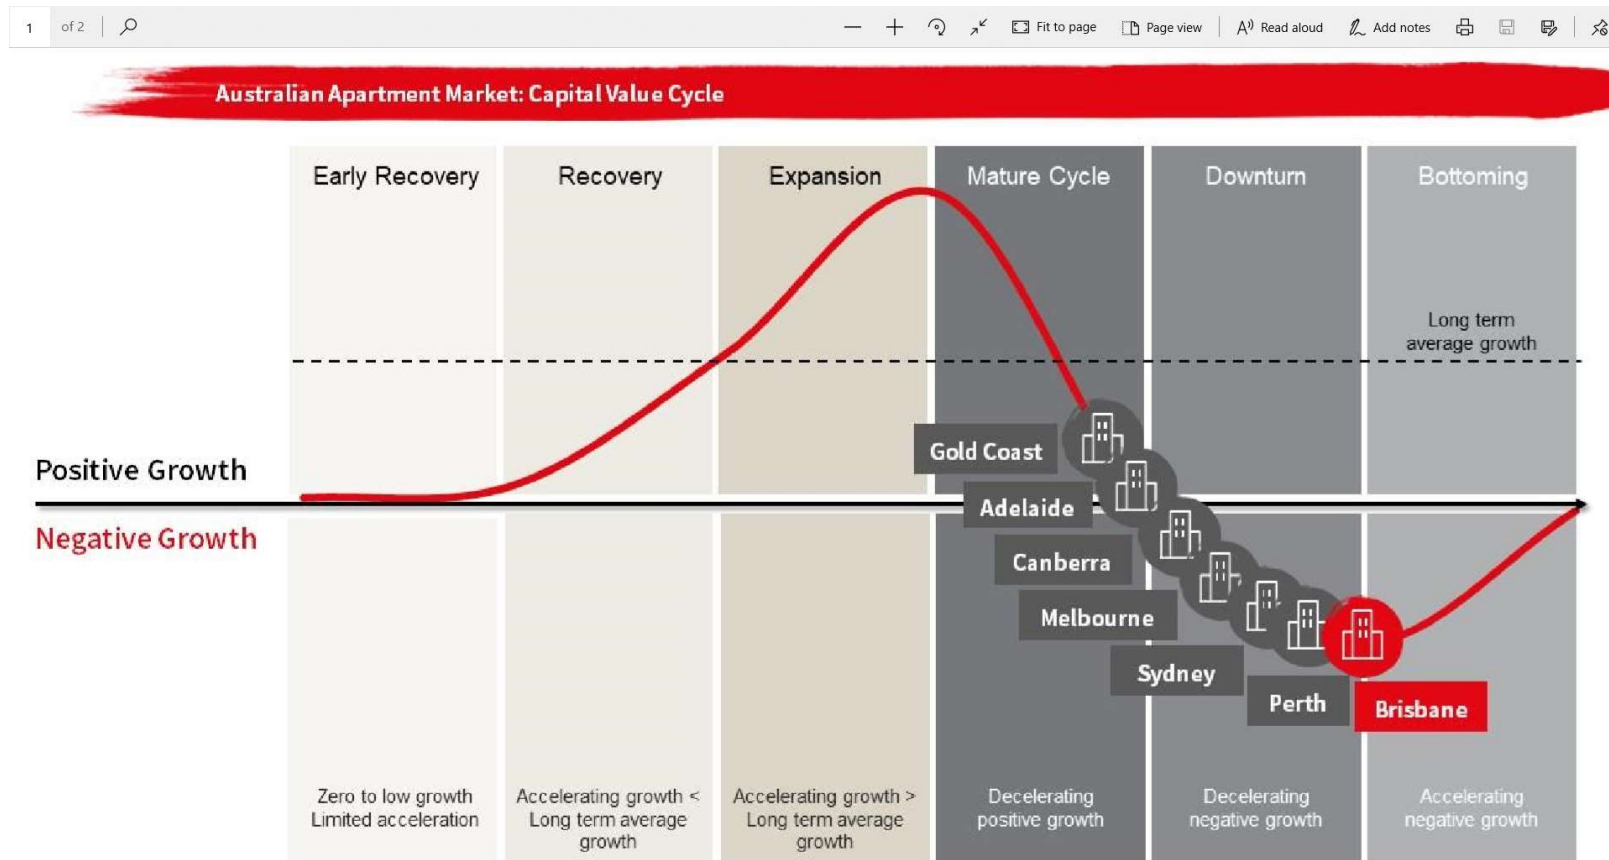 1 of 2 Fit to page Page view A Read aloud Add notes
Australian Apartment Market: Capital Value Cycle
Early Recovery Recovery Expansion Mature Cycle Downturn Bottoming
Long term
average growth
Gold Coast
Positive Growth
Adelaide
Negative Growth
Canberra
Melbourne
Sydney
Perth
Brisbane
Zero to low growth
Limited acceleration
Accelerating growth <
Long term average
growth
Accelerating growth >
Long term average
growth
Decelerating
positive growth
Decelerating
negative growth
Accelerating
negative growth